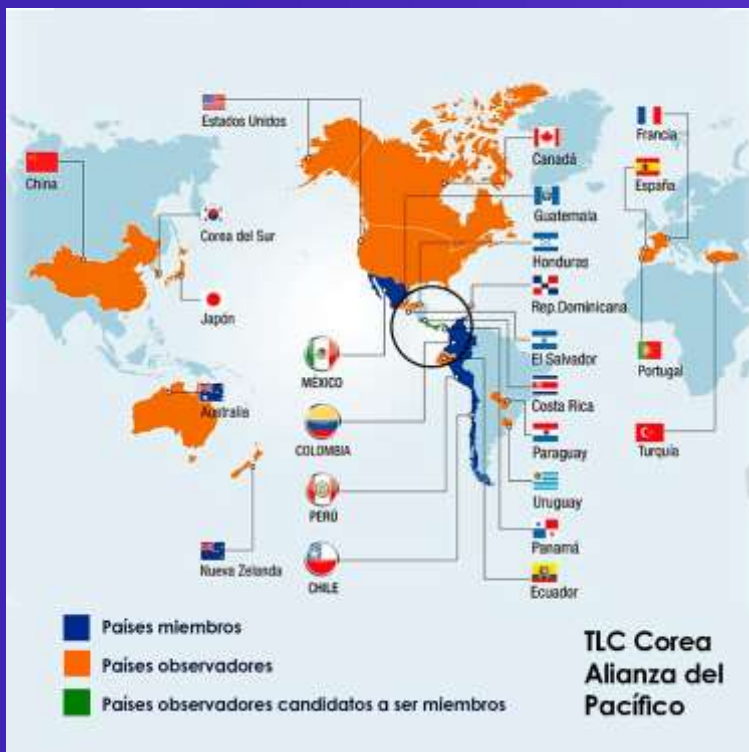 Estados Unidos
China
Corea del Sur
Japón
Australia
Nueva Zelanda
MÉXICO
COLOMBIA
PERÚ
CHILE
Canadá
Guatemala
Honduras
Rep.Dominicana
El Salvador
Costa Rica
Paraguay
Uruguay
Panamá
Ecuador
Francia
España
Portugal
Turquía
Países miembros
Países observadores
Países observadores candidatos a ser miembros
TLC Corea
Alianza del
Pacífico